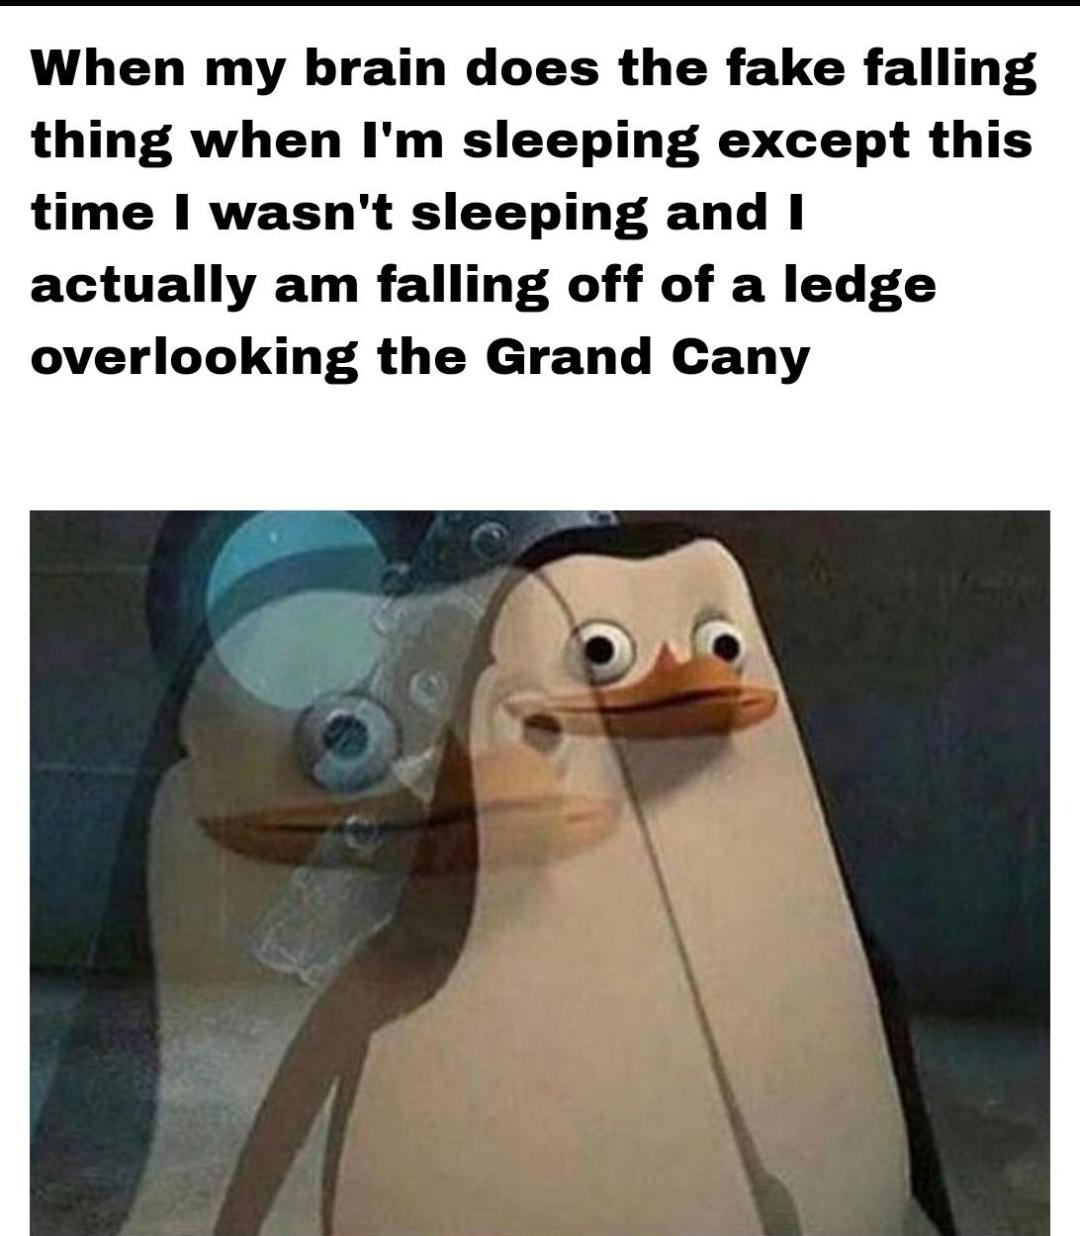 When my brain does the fake falling
thing when I'm sleeping except this
time I wasn't sleeping and I
actually am falling off of a ledge
overlooking the Grand Cany